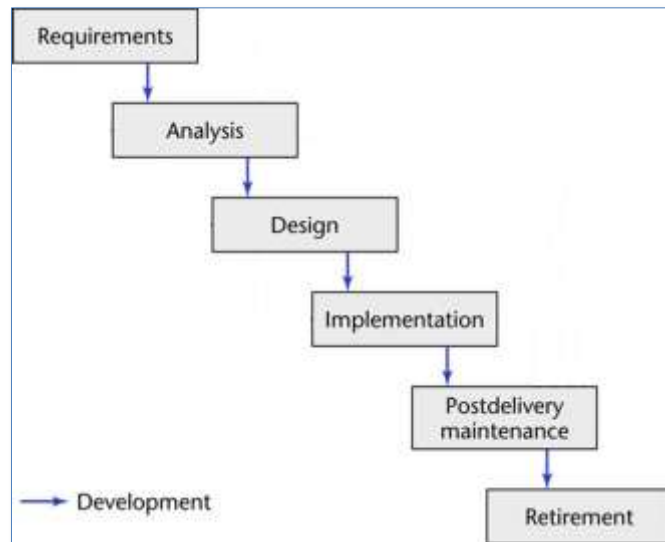 Requirements
Analysis
Design
Implementation
Postdelivery
maintenance
Development
Retirement